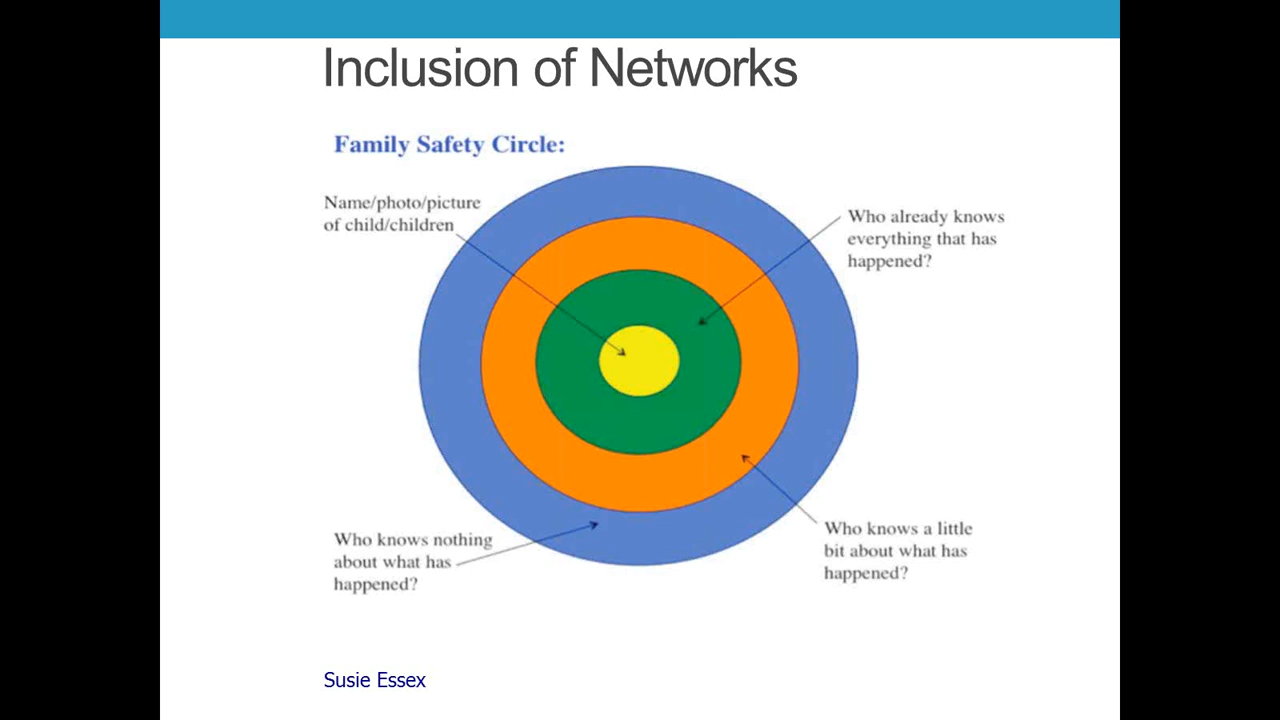 Inclusion of Networks
Family Safety Circle:
Name/photo/picture
of child/children
Who already knows
everything that has
happened?
Who knows nothing
about what has
happened?
Who knows a little
bit about what has
happened?
Susie Essex